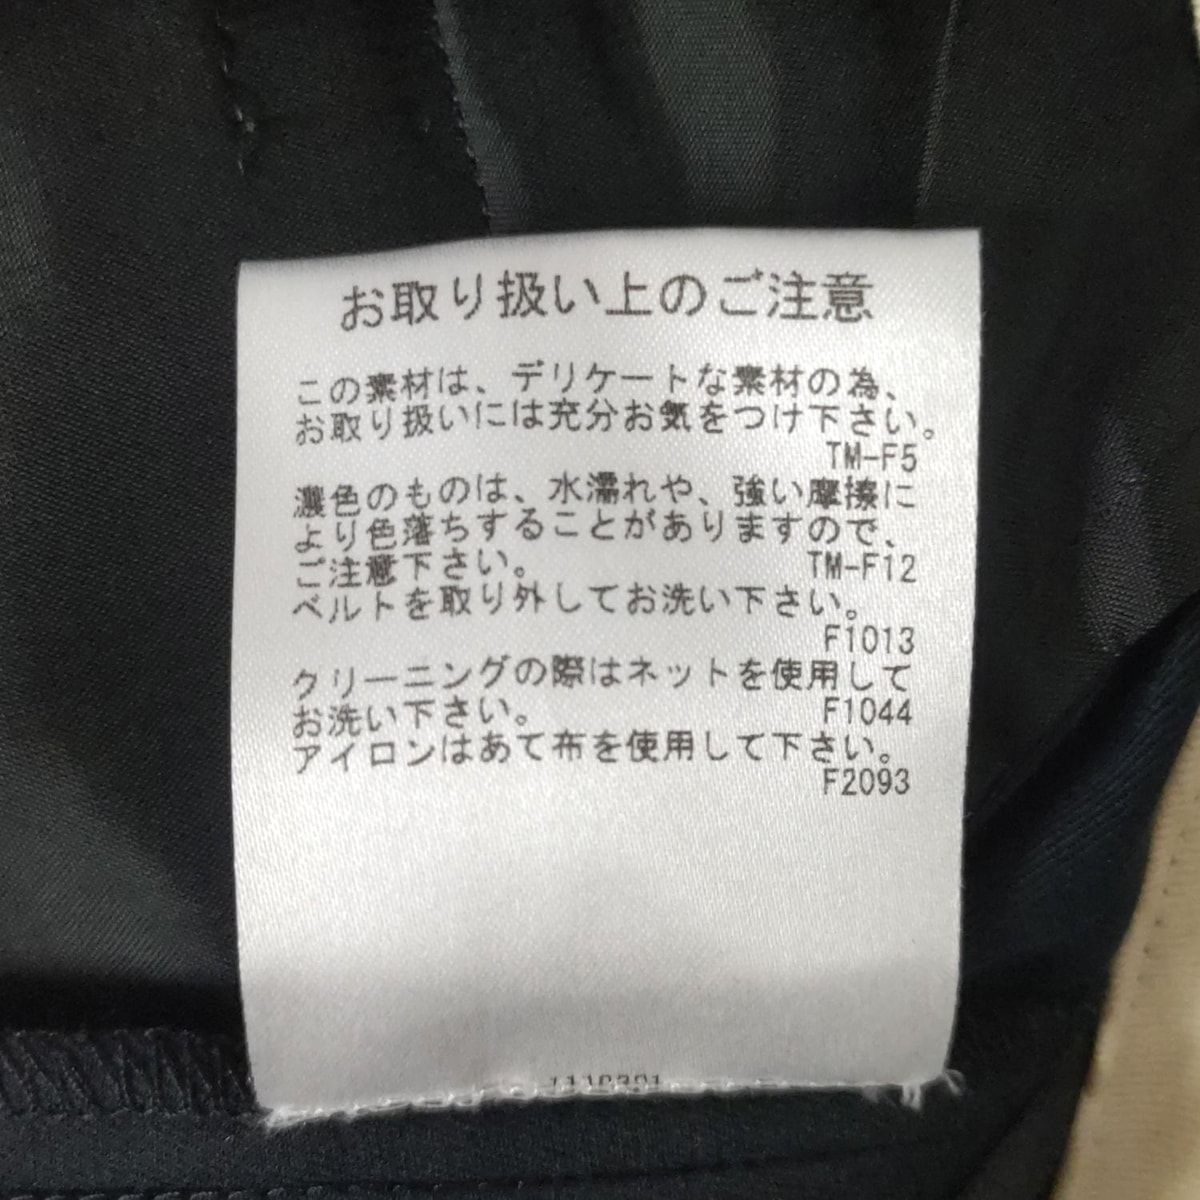 お取り扱い上のご注意
この素材は、デリケートな素材の為、
お取り扱いには充分お気をつけ下さい。
TM-F5
濃色のものは、水濡れや、強い摩擦に
より色落ちすることがありますので、
ご注意下さい。 TM-F12
ベルトを取り外してお洗い下さい。
F1013
クリーニングの際はネットを使用して
お洗い下さい。 F1044
アイロンはあて布を使用して下さい。
F2093